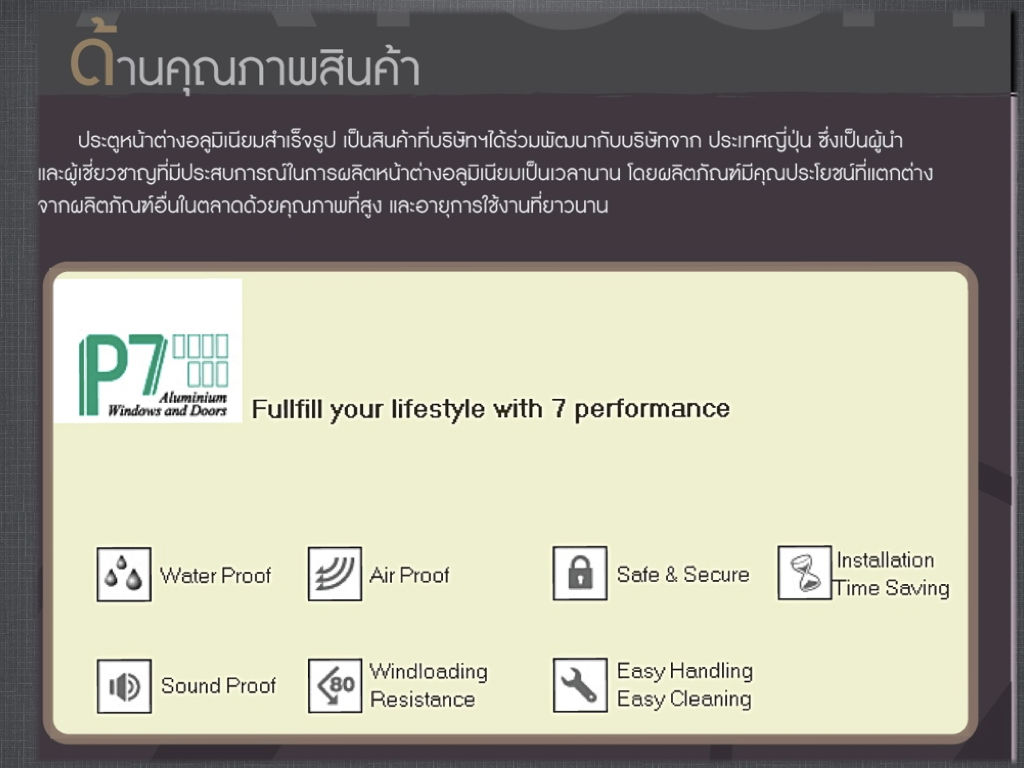 ด้านคุณภาพสินค้า
ประตูหน้าต่างอลูมิเนียมสำเร็จรูป เป็นสินค้าที่บริษัทฯได้ร่วมพัฒนากับบริษัทจาก ประเทศญี่ปุ่น ซึ่งเป็นผู้นำ
และผู้เชี่ยวชาญที่มีประสบการณ์ในการผลิตหน้าต่างอลูมิเนียมเป็นเวลานาน โดยผลิตภัณฑ์มีคุณประโยชน์ที่แตกต่าง
จากผลิตภัณฑ์อื่นในตลาดด้วยคุณภาพที่สูง และอายุการใช้งานที่ยาวนาน
P7
Aluminium
Windows and Doors
Fullfill your lifestyle with 7 performance
Water Proof
Air Proof
Safe & Secure
Installation
Time Saving
Sound Proof
80
Windloading
Resistance
Easy Handling
Easy Cleaning